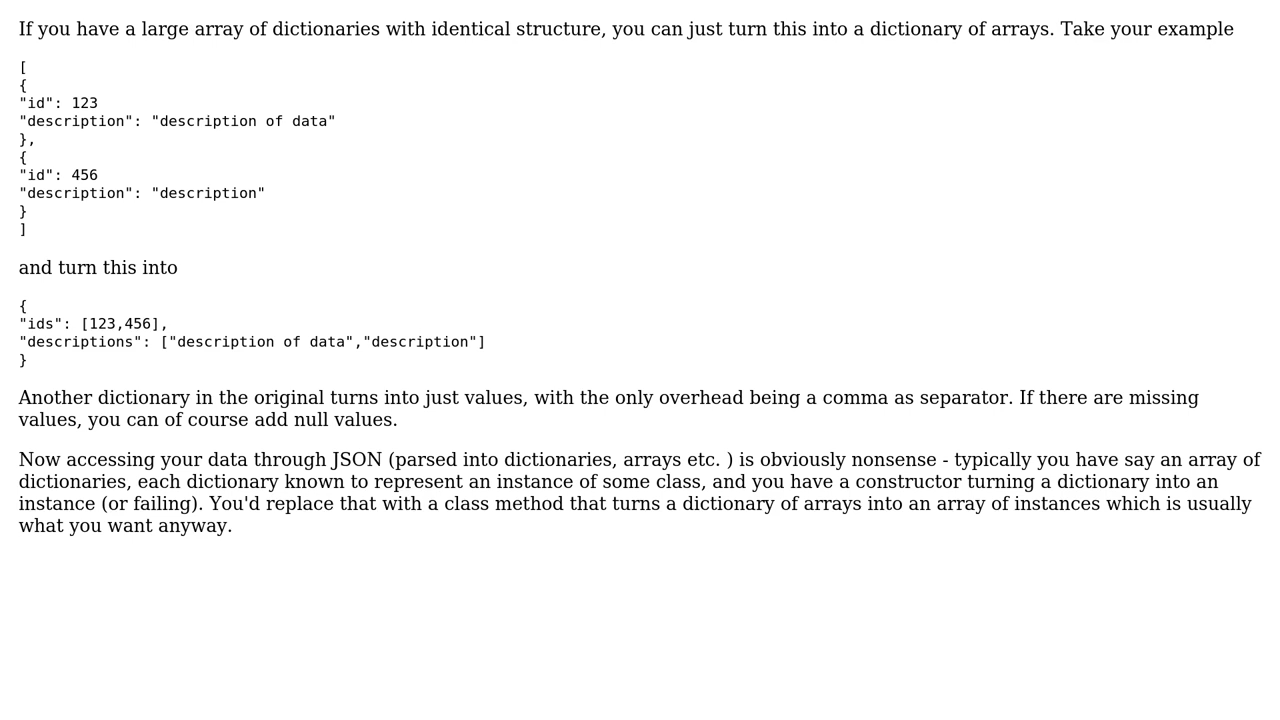 If you have a large array of dictionaries with identical structure, you can just turn this into a dictionary of arrays. Take your example
[
{
"id": 123
"description": "description of data"
},
{
"id": 456
"description": "description"
}
]
and turn this into
{
"ids": [123,456],
"descriptions": ["description of data","description"]
}
Another dictionary in the original turns into just values, with the only overhead being a comma as separator. If there are missing
values, you can of course add null values.
Now accessing your data through JSON (parsed into dictionaries, arrays etc. ) is obviously nonsense - typically you have say an array of
dictionaries, each dictionary known to represent an instance of some class, and you have a constructor turning a dictionary into an
instance (or failing). You'd replace that with a class method that turns a dictionary of arrays into an array of instances which is usually
what you want anyway.